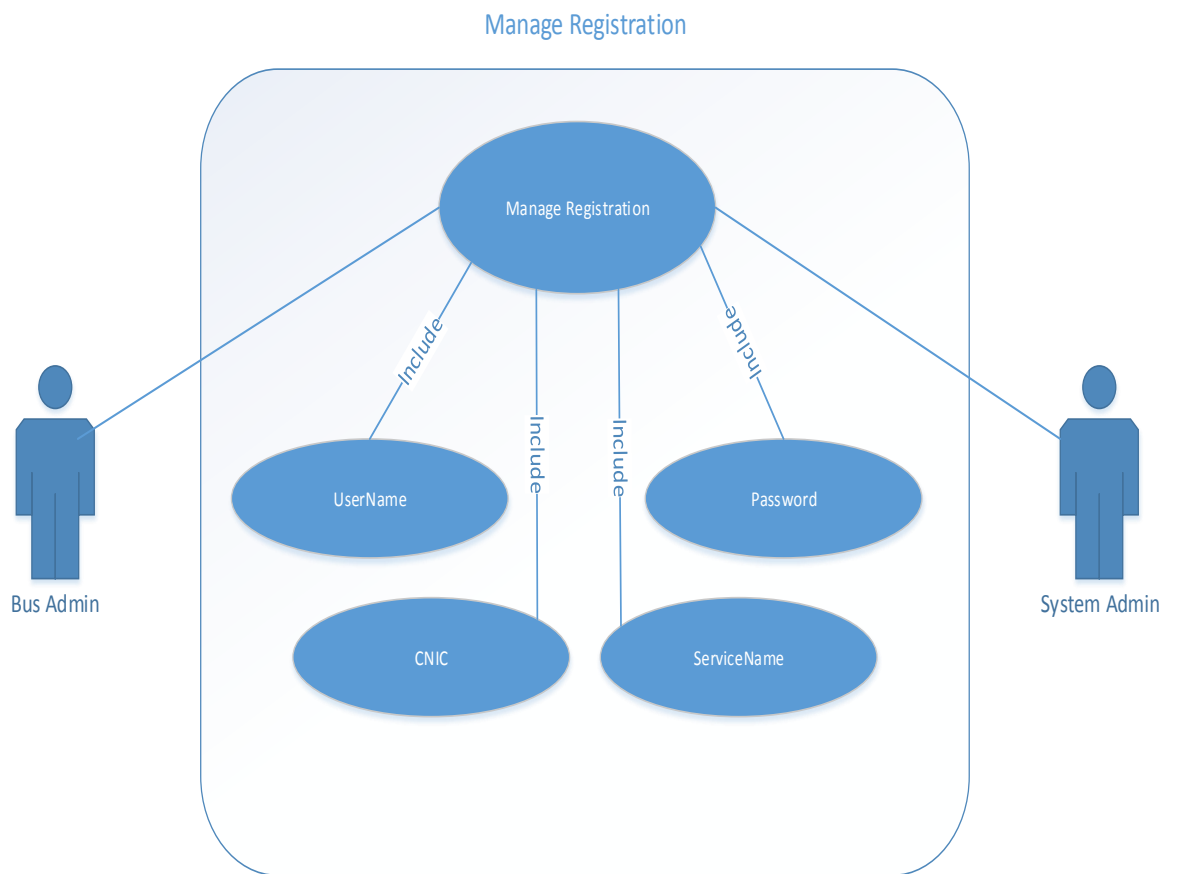 Manage Registration
Manage Registration
Include
Include
Include
Include
UserName
Password
Bus Admin
System Admin
CNIC
ServiceName